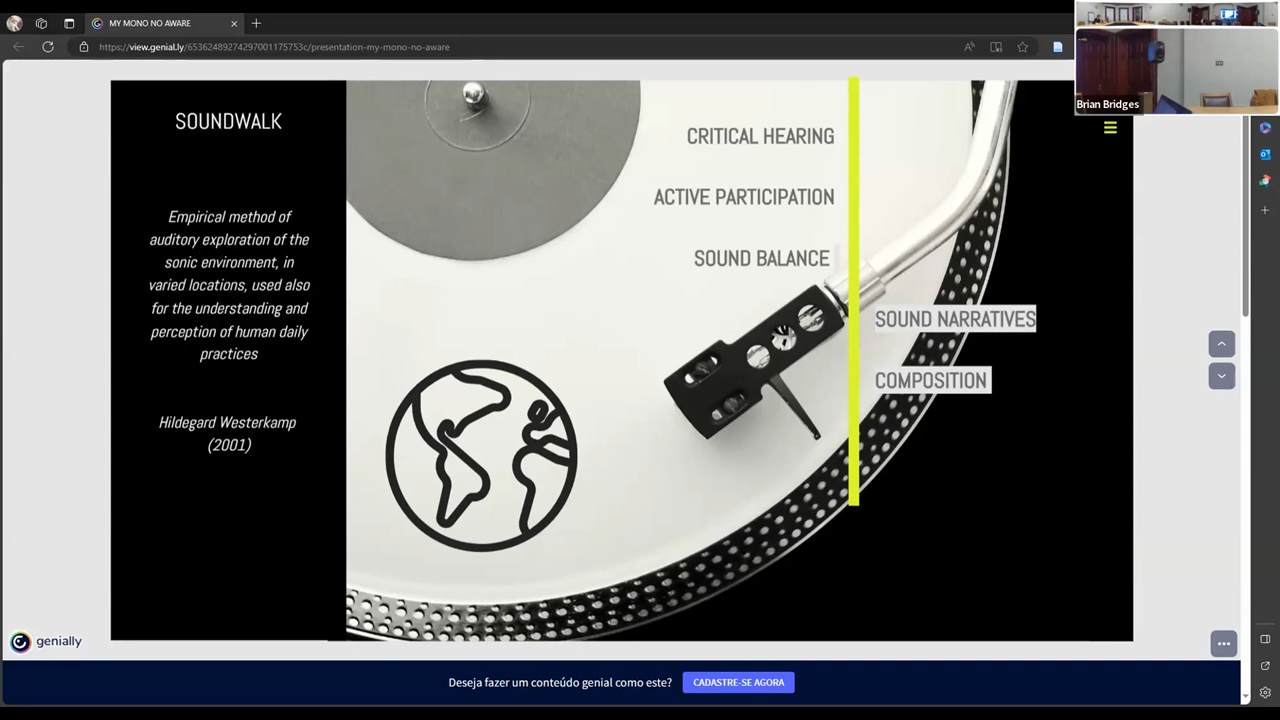 MY MONO NO AWARE
https://view.genial.ly/65362489274297001175753c/presentation-my-mono-no-aware
Brian Bridges
SOUNDWALK
Empirical method of
auditory exploration of the
sonic environment, in
varied locations, used also
for the understanding and
perception of human daily
practices
Hildegard Westerkamp
(2001)
CRITICAL HEARING
ACTIVE PARTICIPATION
SOUND BALANCE
SOUND NARRATIVES
COMPOSITION
genially
Deseja fazer um conteúdo genial como este?
CADASTRE-SE AGORA